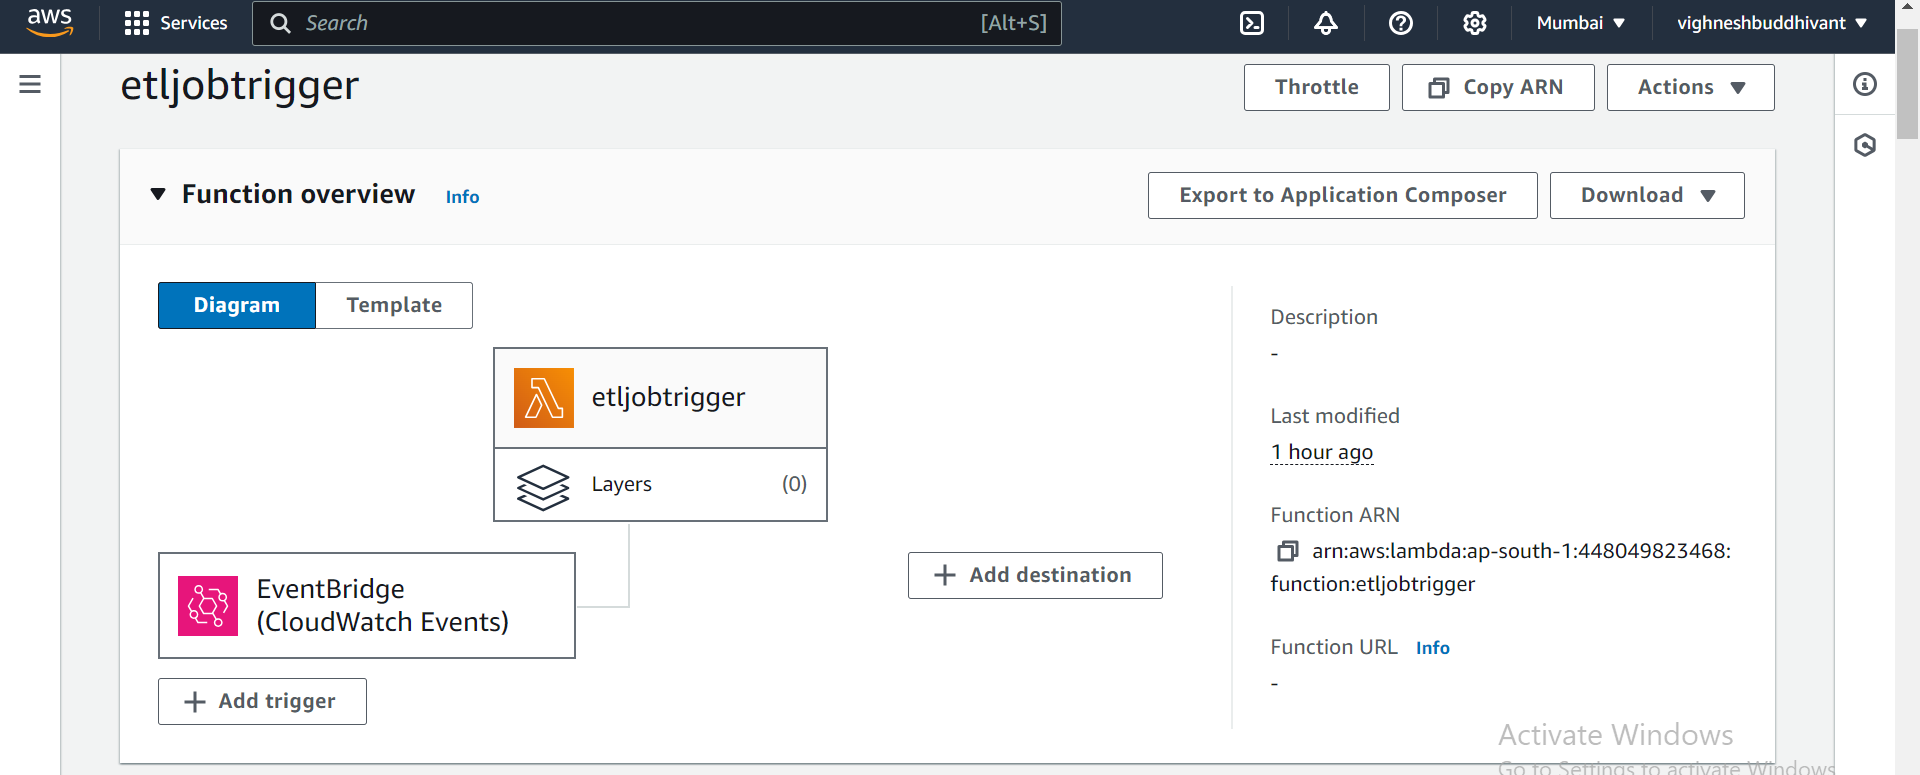 aws
Services
Search
[Alt+S]
Mumbai
vighneshbuddhivant
etljobtrigger
Throttle
Copy ARN
Actions
Function overview
Info
Export to Application Composer
Download
Diagram
Template
etljobtrigger
Layers
(0)
EventBridge
(CloudWatch Events)
+ Add trigger
+ Add destination
Description
-
Last modified
1 hour ago
Function ARN
arn:aws:lambda:ap-south-1:448049823468:
function:etljobtrigger
Function URL
Info
-
Activate Windows
Go to Settings to activate Windows